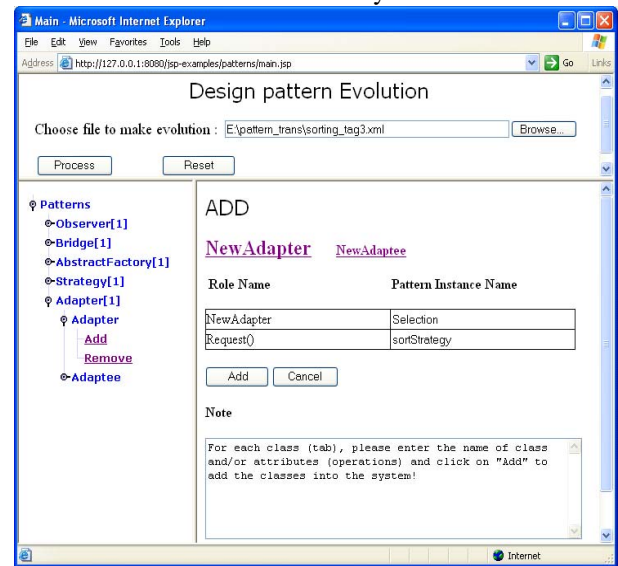 Main - Microsoft Internet Explorer
File Edit View Favorites Tools Help
Address http://127.0.0.1:8080/jsp-examples/patterns/main.jsp Go Links
Design pattern Evolution
Choose file to make evolution : E:\pattern_trans\sorting_tag3.xml Browse...
Process Reset
Patterns
Observer[1]
Bridge[1]
AbstractFactory[1]
Strategy[1]
Adapter[1]
Adapter
Add
Remove
Adaptee
ADD
NewAdapter NewAdaptee
Role Name Pattern Instance Name
NewAdapter Selection
Request() sortStrategy
Add Cancel
Note
For each class (tab), please enter the name of class
and/or attributes (operations) and click on "Add" to
add the classes into the system!
Internet